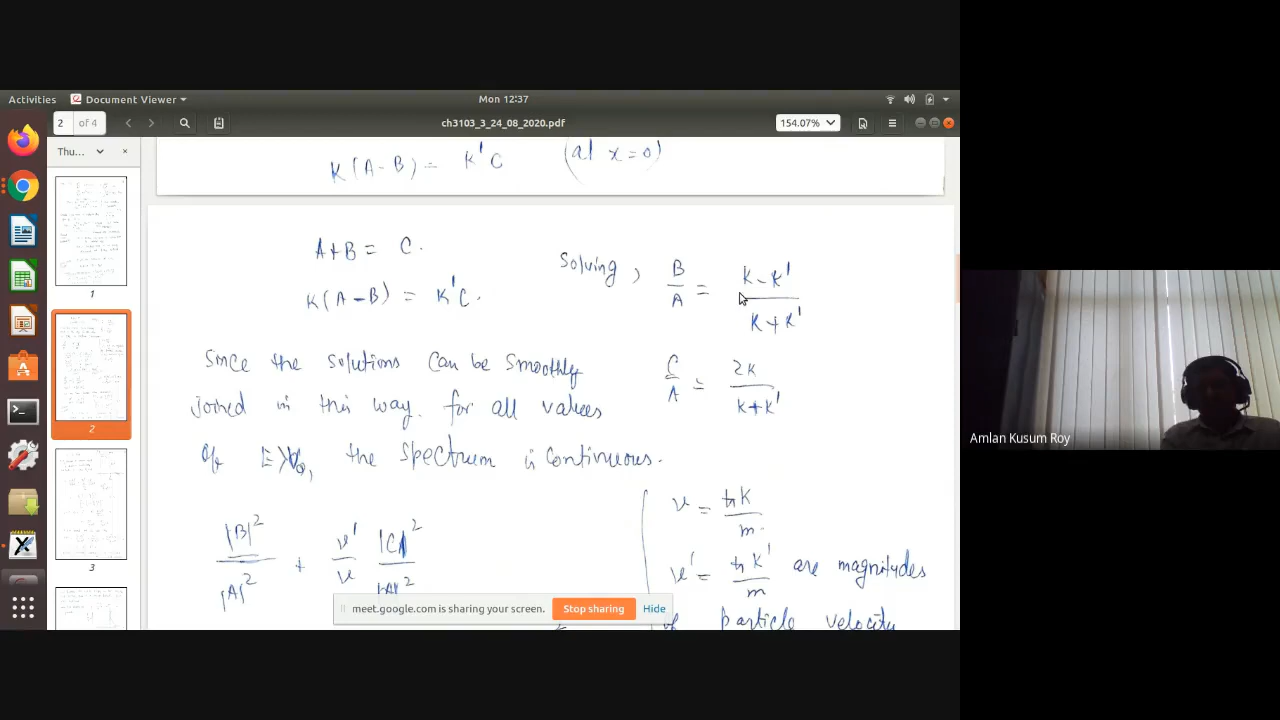 Activities Document Viewer Mon 12:37
2 of 4 ch3103_3_24_08_2020.pdf 154.07%
Thu...
K(A-B) = K'C (at x=0)
A+B = C.
K(A-B) = K'C.
Solving, B/A = K-K' / K+K'
C/A = 2K / K+K'
Since the solutions can be smoothly
joined in this way for all values
of E>V₀, the spectrum is continuous.
|B|²/|A|² + v'/v |C|²/|A|²
v = ħK/m
v' = ħK'/m are magnitudes
of particle velocity
1
2
3
meet.google.com is sharing your screen. Stop sharing Hide
Amlan Kusum Roy